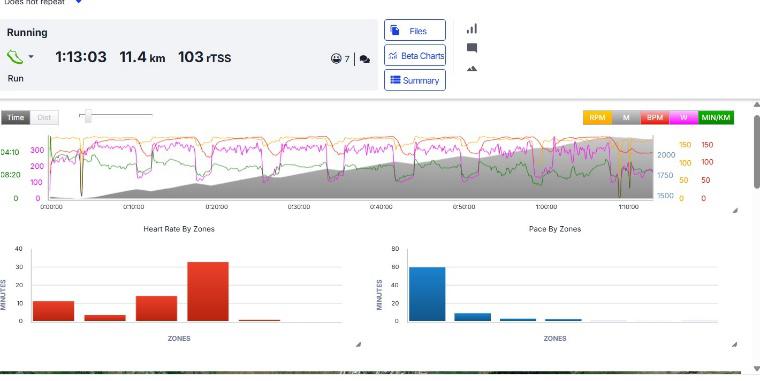 Does not repeat
Running
1:13:03 11.4 km 103 rTSS
7
Run
Files
Beta Charts
Summary
Time Dist
RPM M BPM W MIN/KM
04:10
08:20
0
300
200
100
0
2000
1750
1500
150
100
50
0
150
100
50
0
0:00:00 0:10:00 0:20:00 0:30:00 0:40:00 0:50:00 1:00:00 1:10:00
Heart Rate By Zones
MINUTES
40
30
20
10
0
ZONES
Pace By Zones
MINUTES
80
60
40
20
0
ZONES